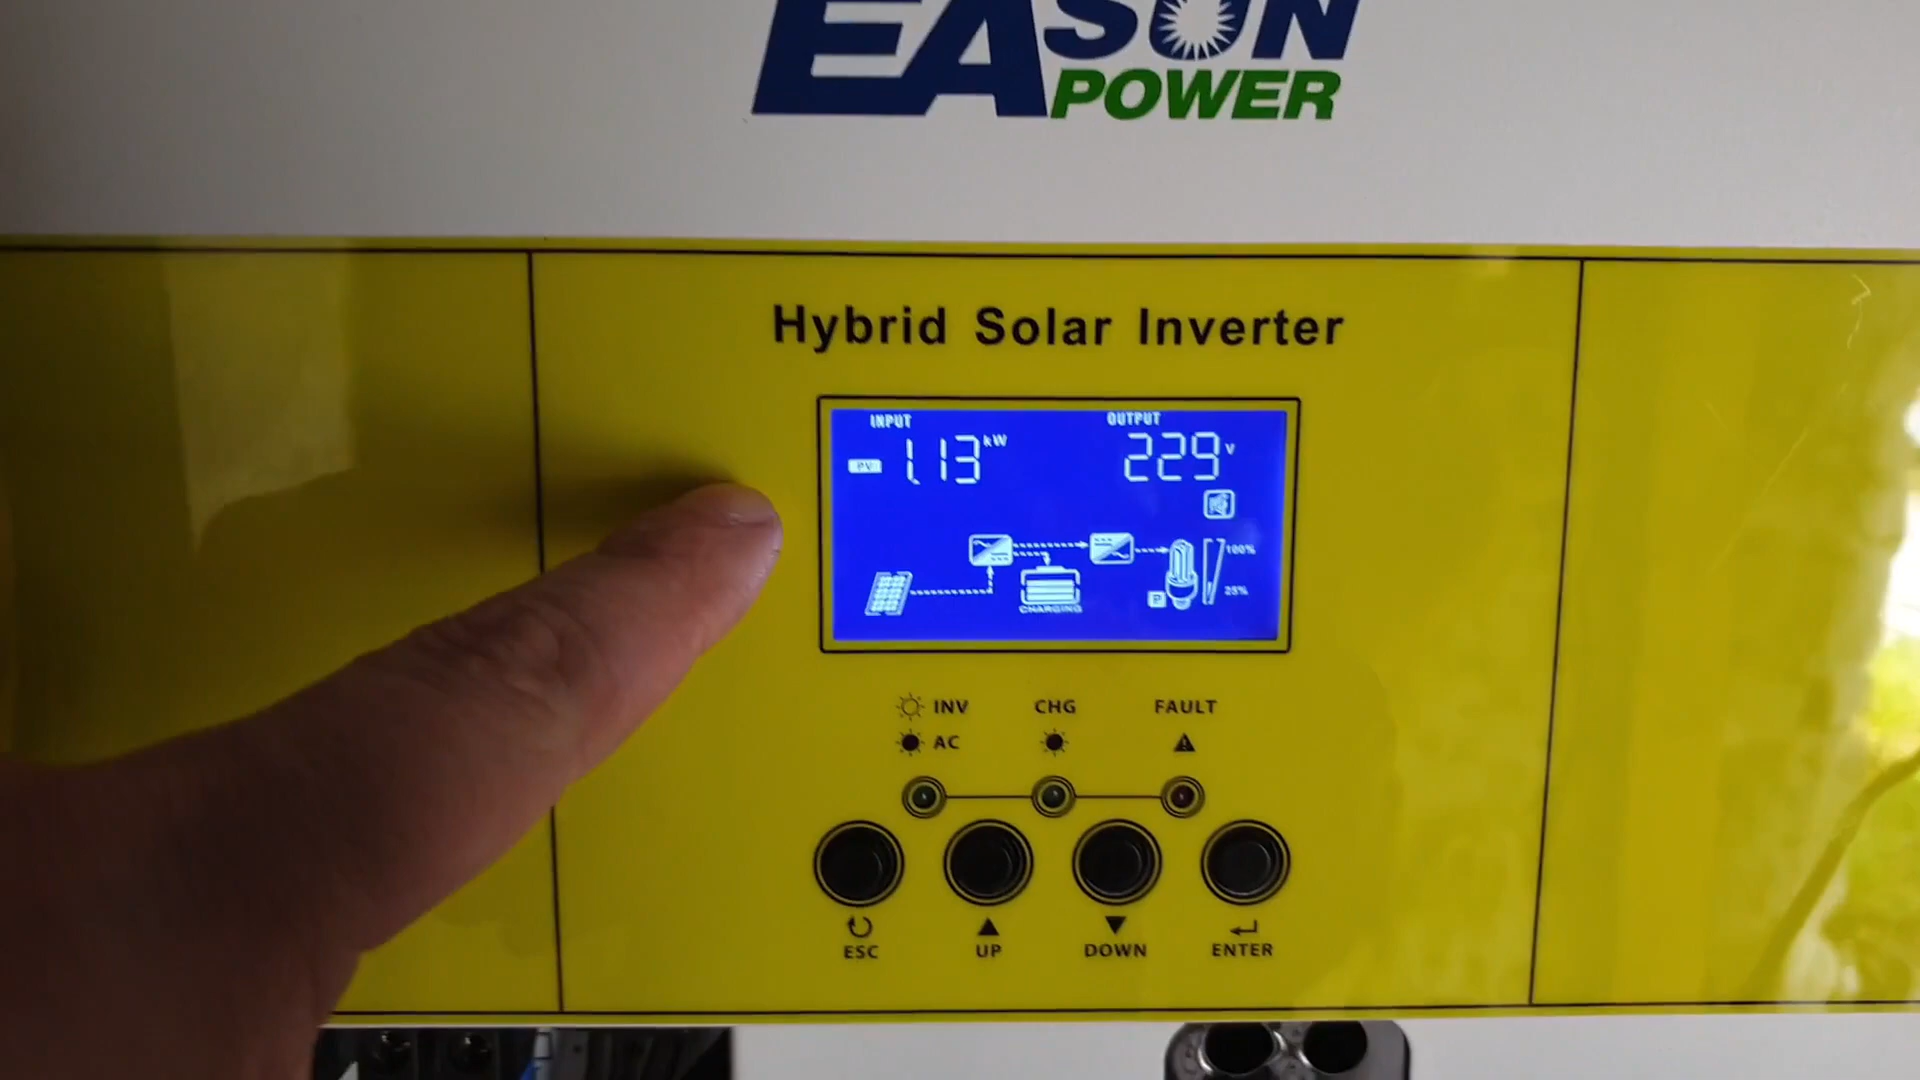 EASUN
POWER
Hybrid Solar Inverter
INPUT OUTPUT
PV 1.13 kW 229 V
100%
25%
P
CHARGING
INV CHG FAULT
AC
ESC UP DOWN ENTER